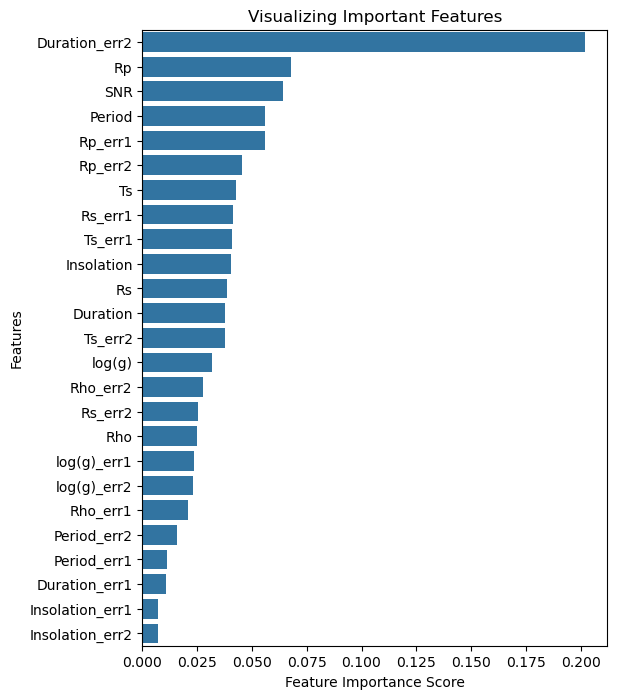 Visualizing Important Features
Duration_err2
Rp
SNR
Period
Rp_err1
Rp_err2
Ts
Rs_err1
Ts_err1
Insolation
Rs
Duration
Ts_err2
log(g)
Rho_err2
Rs_err2
Rho
log(g)_err1
log(g)_err2
Rho_err1
Period_err2
Period_err1
Duration_err1
Insolation_err1
Insolation_err2
Features
0.000 0.025 0.050 0.075 0.100 0.125 0.150 0.175 0.200
Feature Importance Score